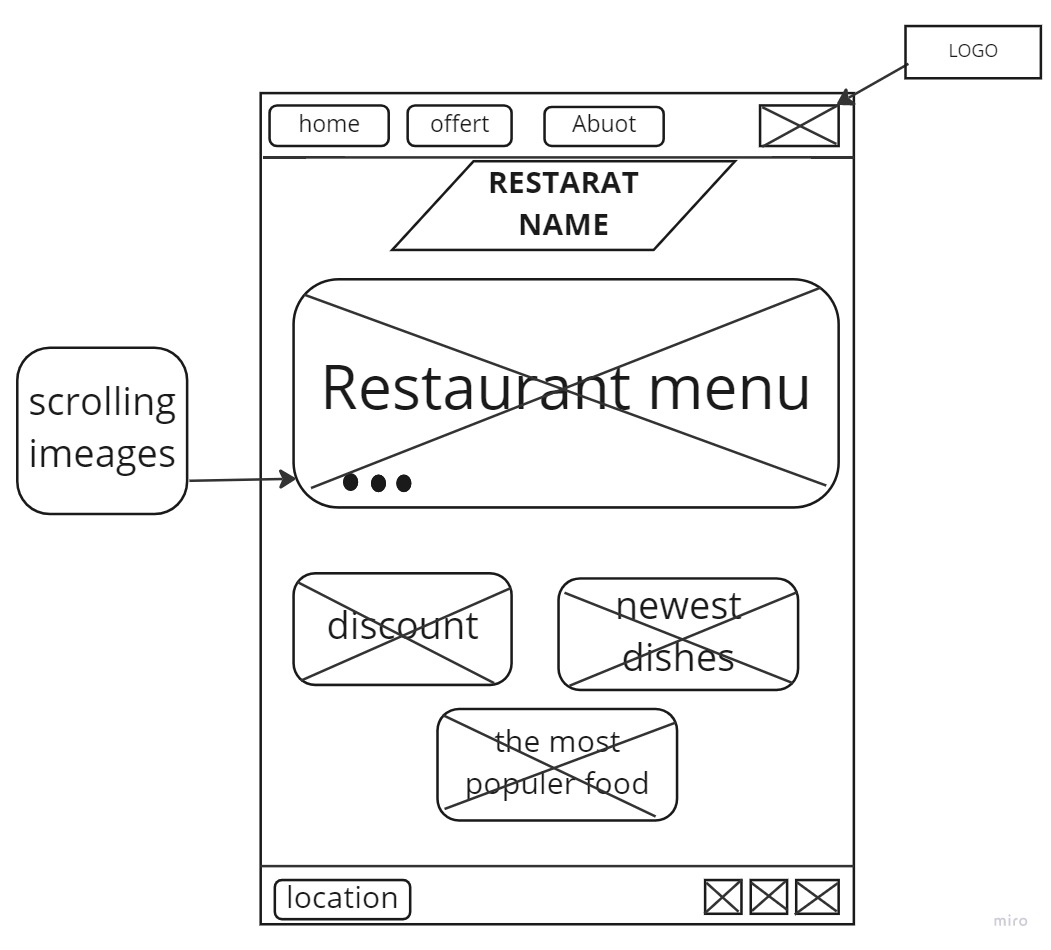 LOGO
home
offert
Abuot
RESTARAT
NAME
Restaurant menu
scrolling
imeages
discount
newest
dishes
the most
populer food
location
miro